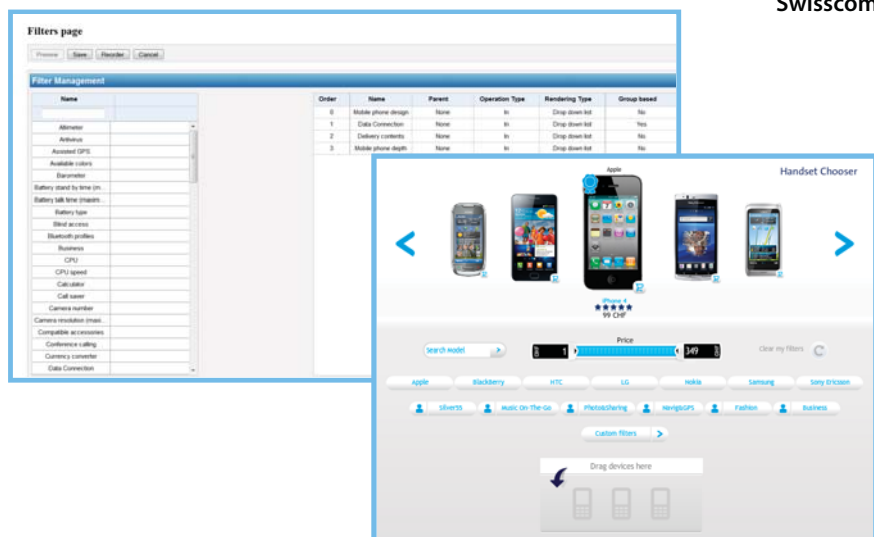 Swisscom
Filters page
Preview Save Reorder Cancel
Filter Management
Name
Altimeter
Antivirus
Assisted GPS
Available colors
Barometer
Battery stand by time (m...
Battery talk time (maxim...
Battery type
Blind access
Bluetooth profiles
Business
CPU
CPU speed
Calculator
Call saver
Camera number
Camera resolution (maxi...
Compatible accessories
Conference calling
Currency converter
Data Connection
Order Name Parent Operation Type Rendering Type Group based
0 Mobile phone design None In Drop down list No
1 Data Connection None In Drop down list Yes
2 Delivery contents None In Drop down list No
3 Mobile phone depth None In Drop down list No
Handset Chooser
Apple
iPhone 4
99 CHF
Price
Search Model
CHF 1
349 CHF
Clear my filters
Apple BlackBerry HTC LG Nokia Samsung Sony Ericsson
Silver55 Music On-The-Go Photo&Sharing Navig&GPS Fashion Business
Custom filters
Drag devices here